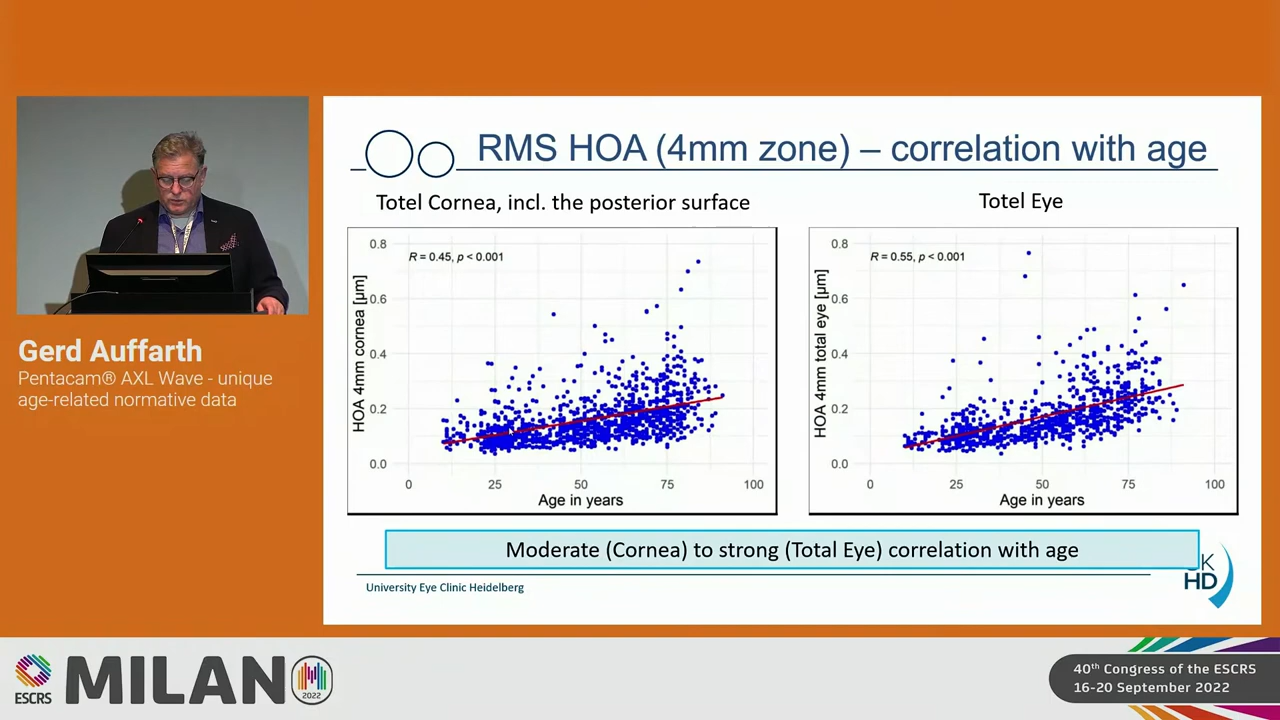 RMS HOA (4mm zone) – correlation with age
Totel Cornea, incl. the posterior surface
Totel Eye
0.8
0.6
0.4
0.2
0.0
HOA 4mm cornea [µm]
R = 0.45, p < 0.001
0 25 50 75 100
Age in years
0.8
0.6
0.4
0.2
0.0
HOA 4mm total eye [µm]
R = 0.55, p < 0.001
0 25 50 75 100
Age in years
Moderate (Cornea) to strong (Total Eye) correlation with age
University Eye Clinic Heidelberg
HD
Gerd Auffarth
Pentacam® AXL Wave - unique
age-related normative data
ESCRS
MILANO
2022
40th Congress of the ESCRS
16-20 September 2022